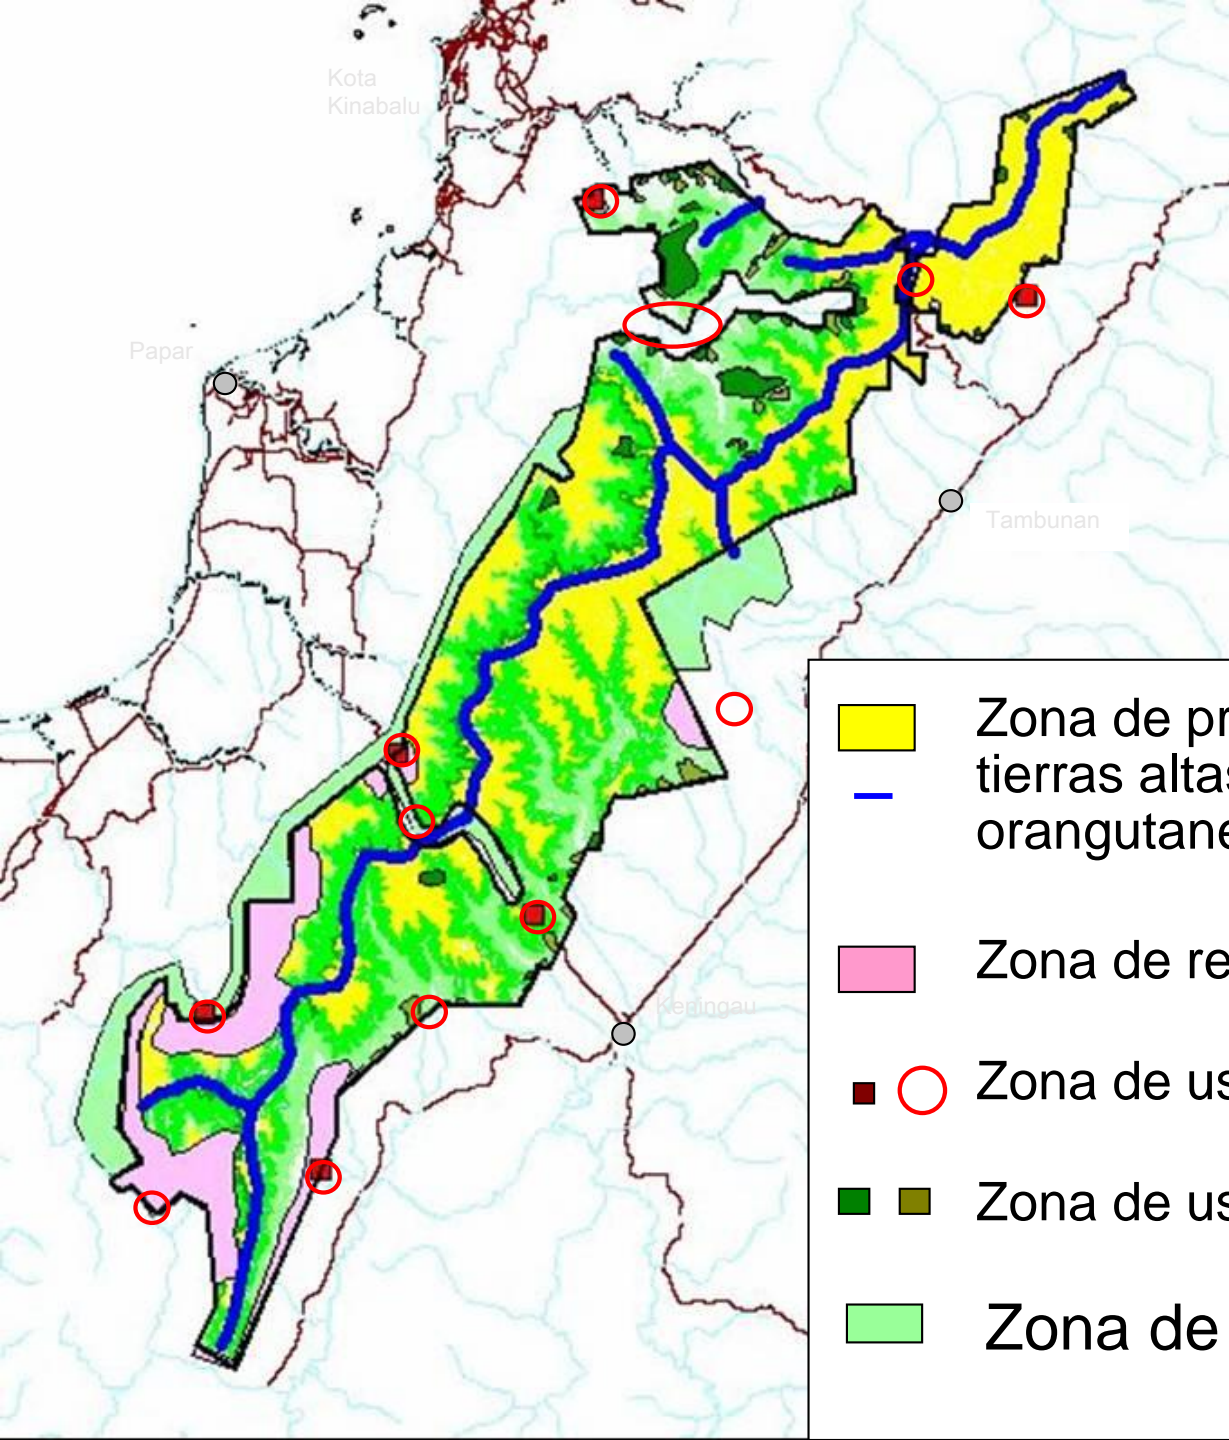 Kota
Kinabalu
Papar
Tambunan
Keningau
Zona de pr
tierras altas
orangutane
Zona de re
Zona de us
Zona de us
Zona de